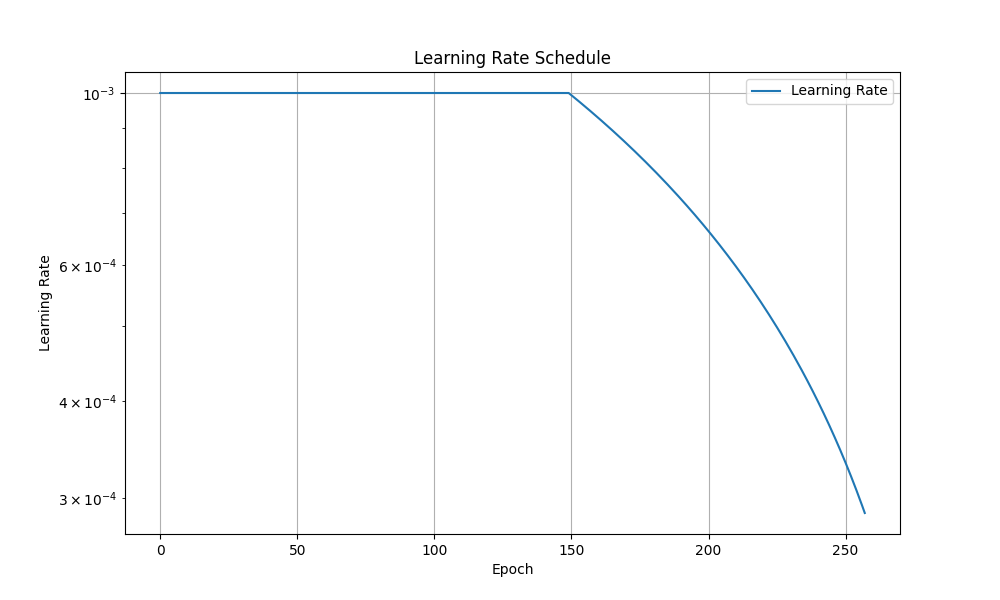 Learning Rate Schedule
Learning Rate
10⁻³
6 × 10⁻⁴
4 × 10⁻⁴
3 × 10⁻⁴
Learning Rate
0 50 100 150 200 250
Epoch